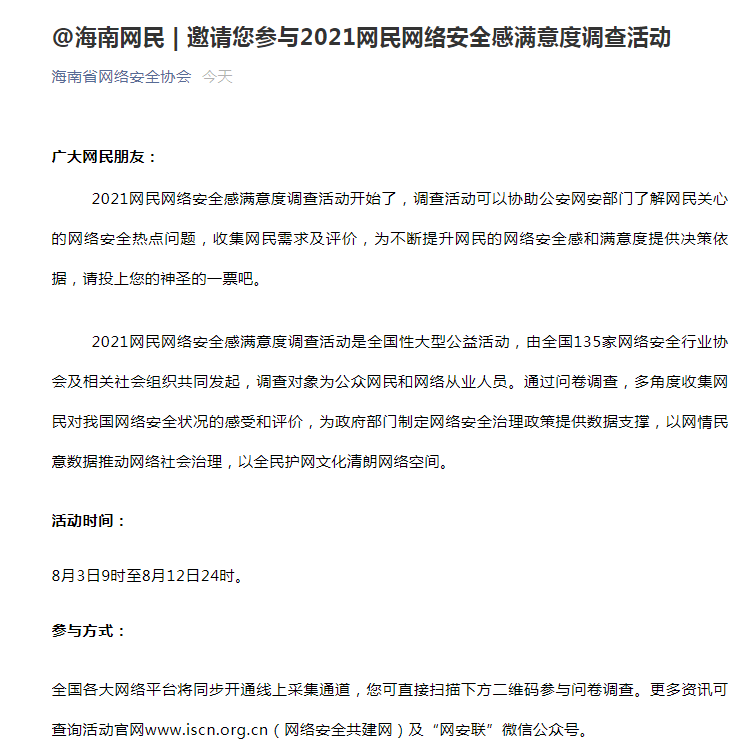 @海南网民 | 邀请您参与2021网民网络安全感满意度调查活动
海南省网络安全协会 今天
广大网民朋友：
2021网民网络安全感满意度调查活动开始了，调查活动可以协助公安网安部门了解网民关心
的网络安全热点问题，收集网民需求及评价，为不断提升网民的网络安全感和满意度提供决策依
据，请投上您的神圣的一票吧。
2021网民网络安全感满意度调查活动是全国性大型公益活动，由全国135家网络安全行业协
会及相关社会组织共同发起，调查对象为公众网民和网络从业人员。通过问卷调查，多角度收集网
民对我国网络安全状况的感受和评价，为政府部门制定网络安全治理政策提供数据支撑，以网情民
意数据推动网络社会治理，以全民护网文化清朗网络空间。
活动时间：
8月3日9时至8月12日24时。
参与方式：
全国各大网络平台将同步开通线上采集通道，您可直接扫描下方二维码参与问卷调查。更多资讯可
查询活动官网www.iscn.org.cn（网络安全共建网）及“网安联”微信公众号。